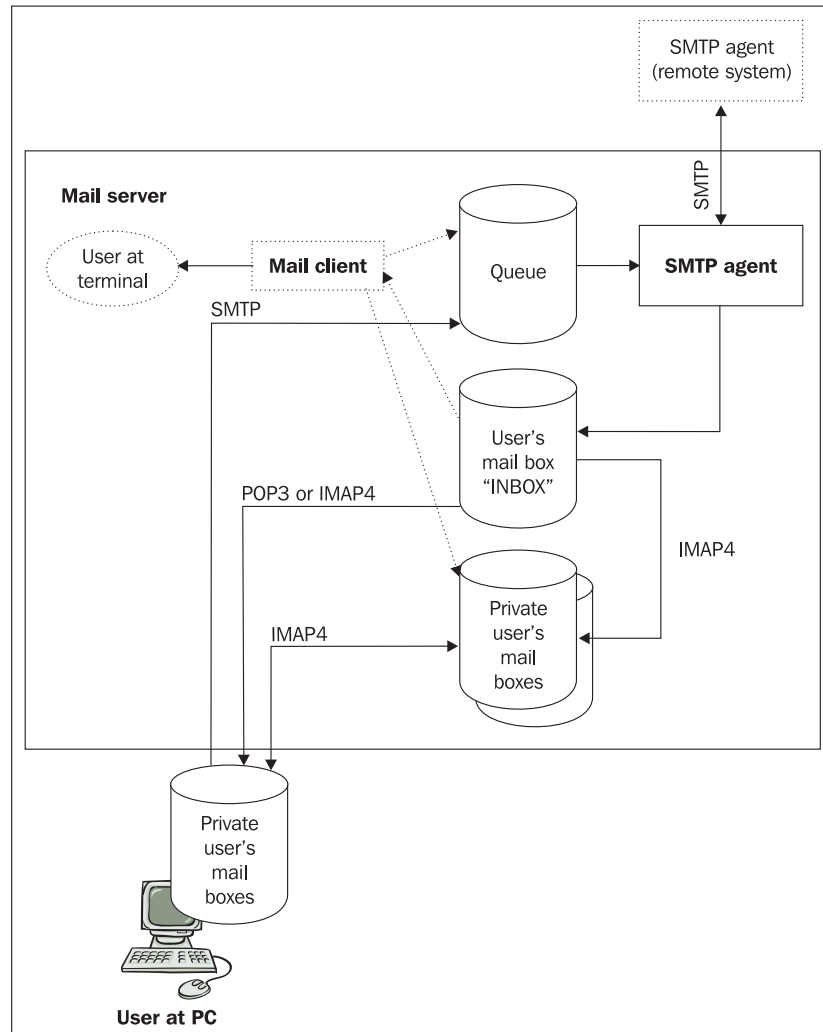 SMTP agent
(remote system)
SMTP
Mail server
User at
terminal
Mail client
Queue
SMTP agent
SMTP
User's
mail box
“INBOX”
POP3 or IMAP4
IMAP4
Private
user's
mail
boxes
IMAP4
Private
user's
mail
boxes
User at PC